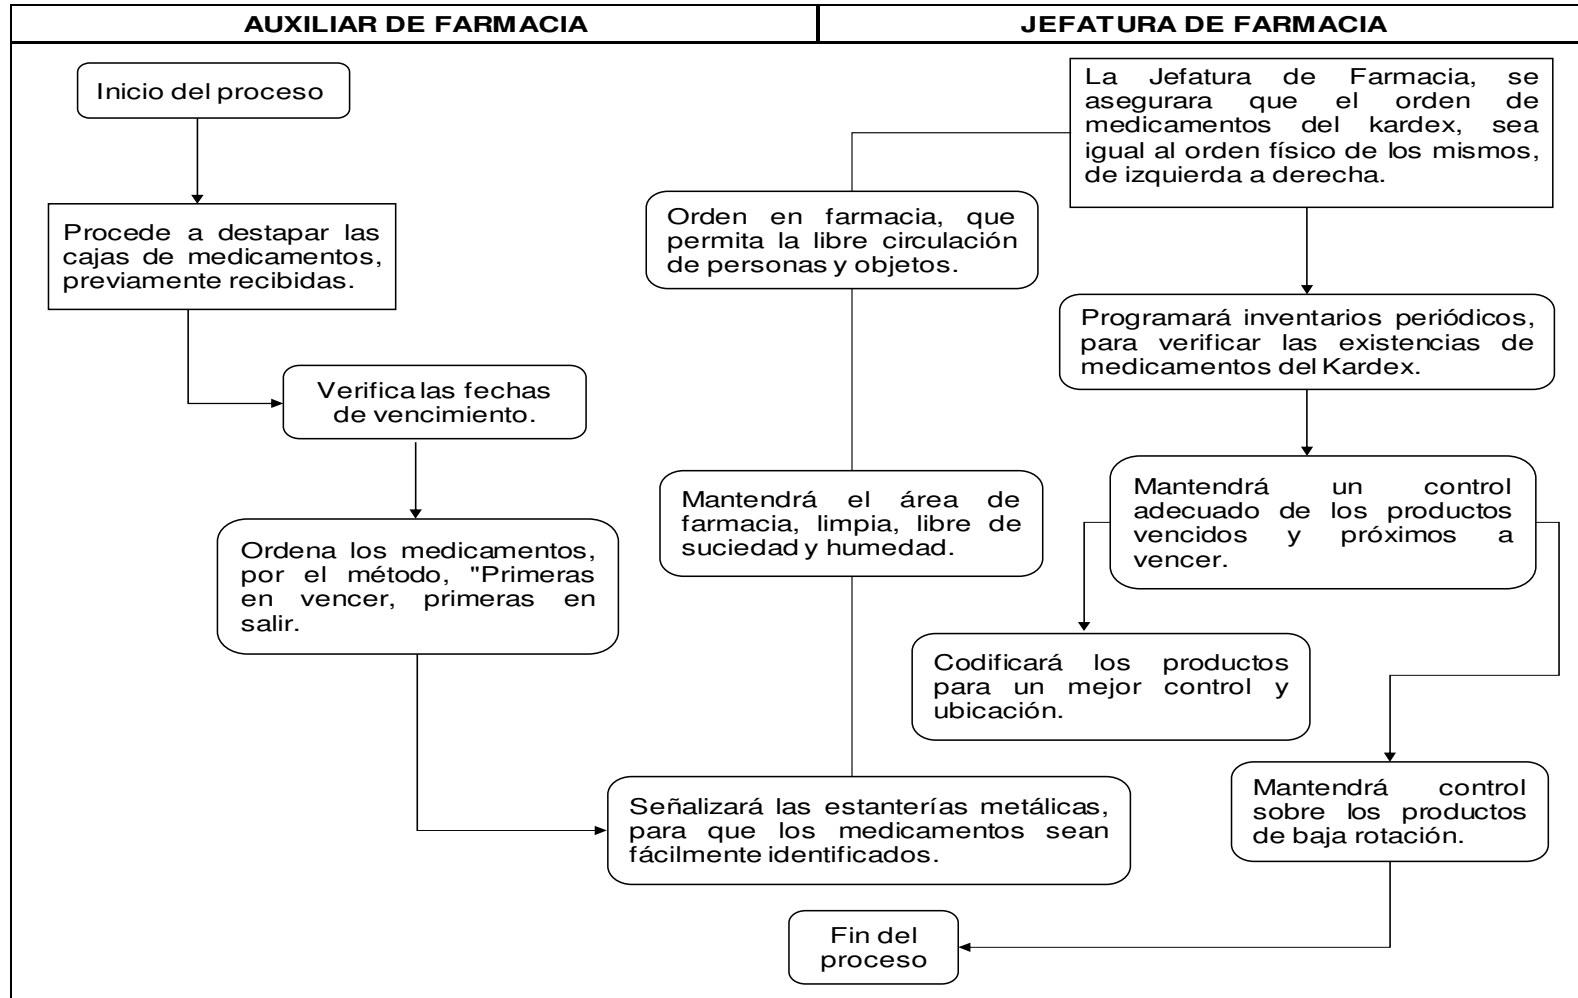 AUXILIAR DE FARMACIA
JEFATURA DE FARMACIA
Inicio del proceso
Procede a destapar las
cajas de medicamentos,
previamente recibidas.
Verifica las fechas
de vencimiento.
Ordena los medicamentos,
por el método, "Primeras
en vencer, primeras en
salir.
Señalizará las estanterías metálicas,
para que los medicamentos sean
fácilmente identificados.
Mantendrá el área de
farmacia, limpia, libre de
suciedad y humedad.
Orden en farmacia, que
permita la libre circulación
de personas y objetos.
La Jefatura de Farmacia, se
asegurara que el orden de
medicamentos del kardex, sea
igual al orden físico de los mismos,
de izquierda a derecha.
Programará inventarios periódicos,
para verificar las existencias de
medicamentos del Kardex.
Mantendrá un control
adecuado de los productos
vencidos y próximos a
vencer.
Codificará los productos
para un mejor control y
ubicación.
Mantendrá control
sobre los productos
de baja rotación.
Fin del
proceso